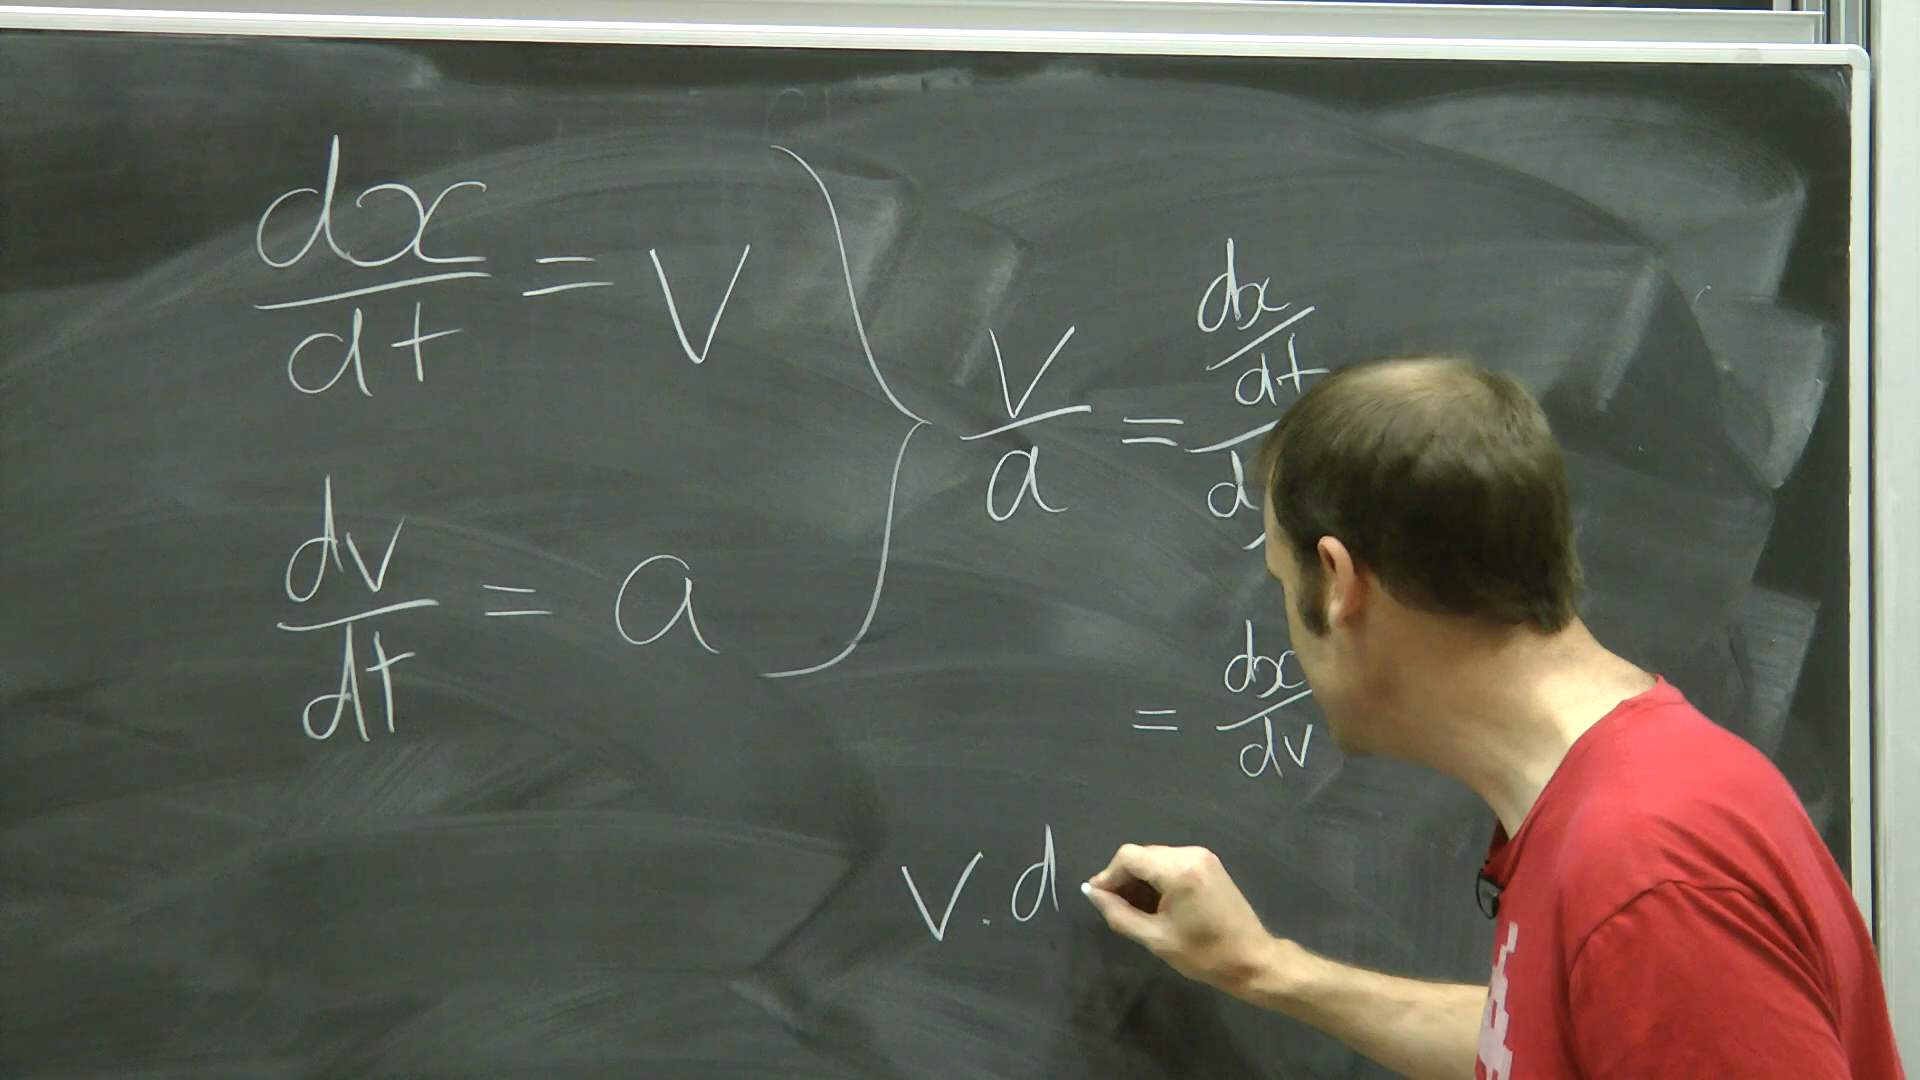 dx/dt = v
dv/dt = a
v/a = dx/dt / d
= dx/dv
v. d